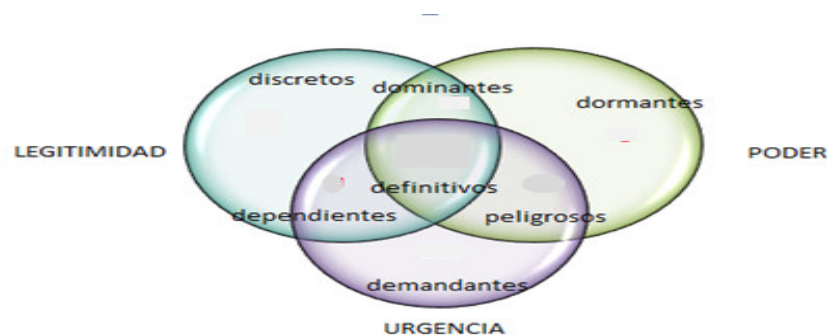 discretos
dominantes
dormantes
LEGITIMIDAD
PODER
definitivos
dependientes
peligrosos
demandantes
URGENCIA